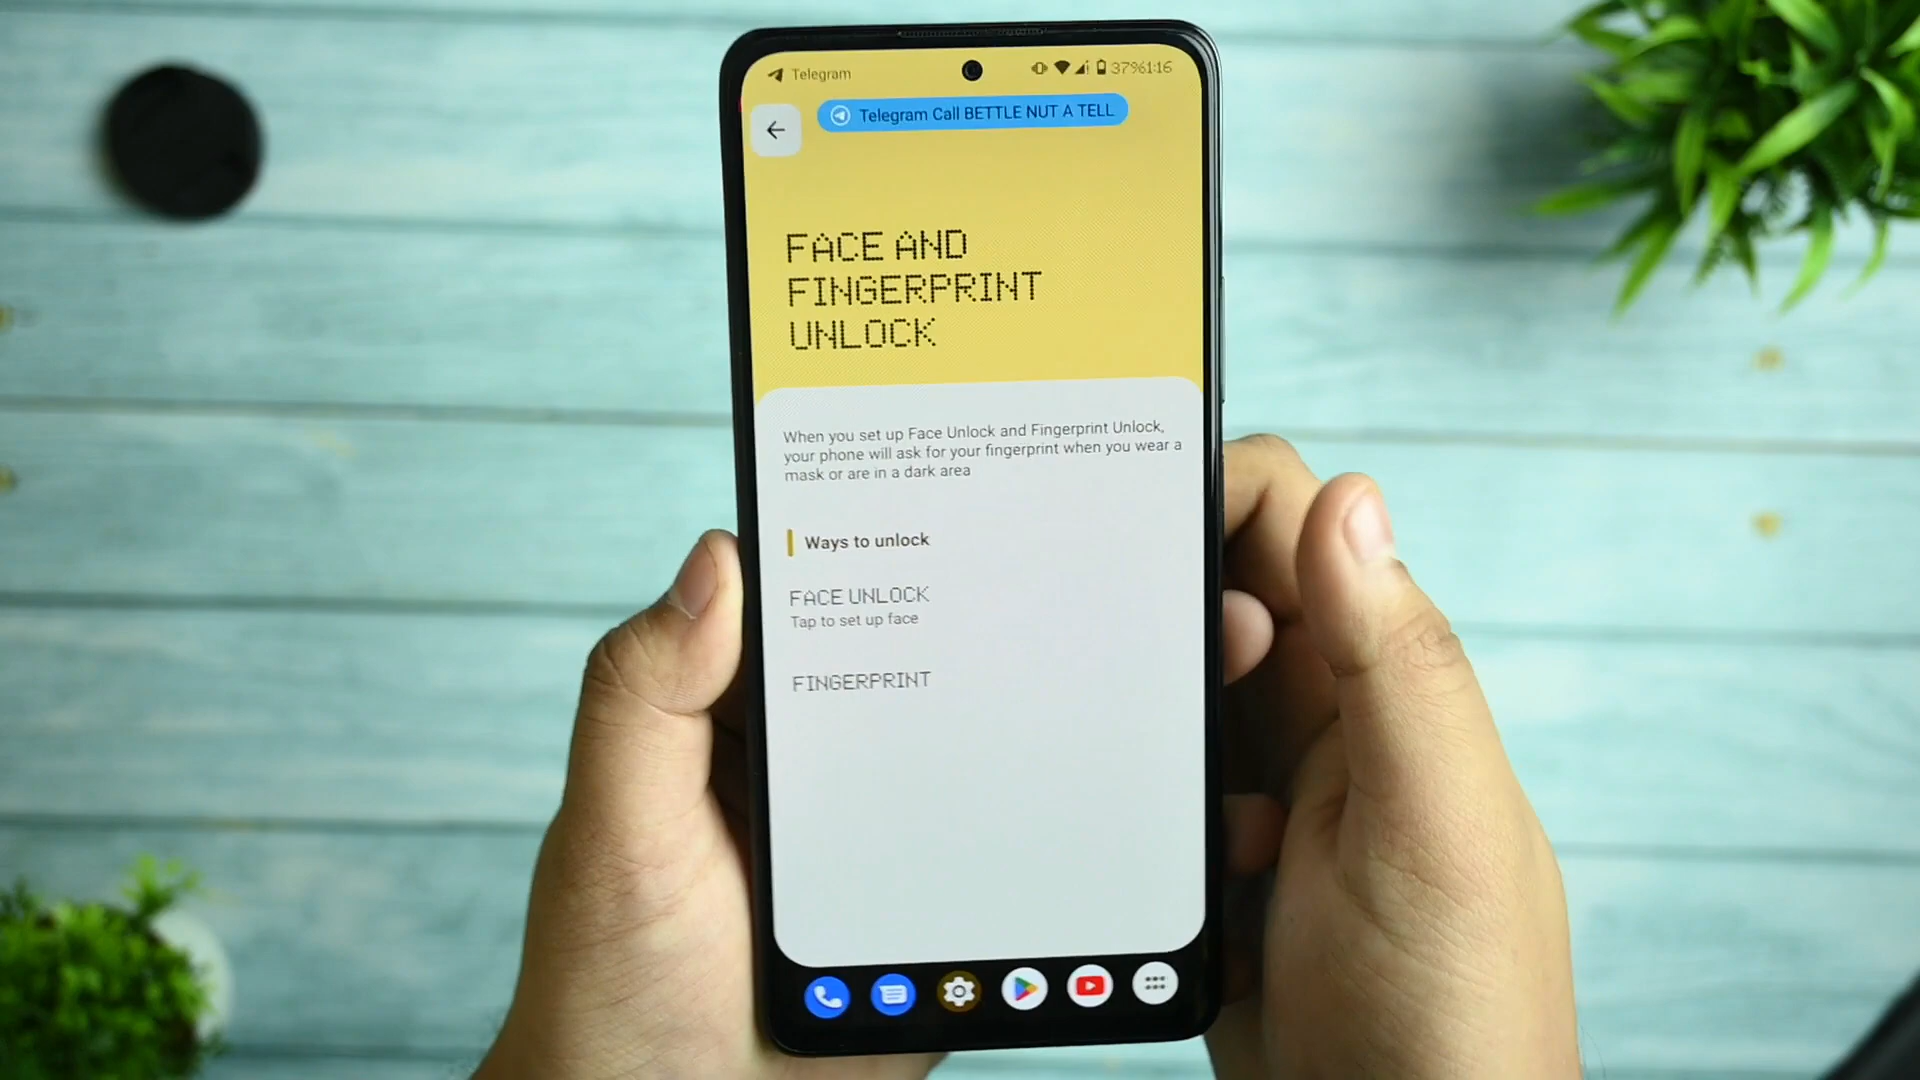 Telegram
37%1:16
Telegram Call BETTLE NUT A TELL
FACE AND
FINGERPRINT
UNLOCK
When you set up Face Unlock and Fingerprint Unlock,
your phone will ask for your fingerprint when you wear a
mask or are in a dark area
Ways to unlock
FACE UNLOCK
Tap to set up face
FINGERPRINT